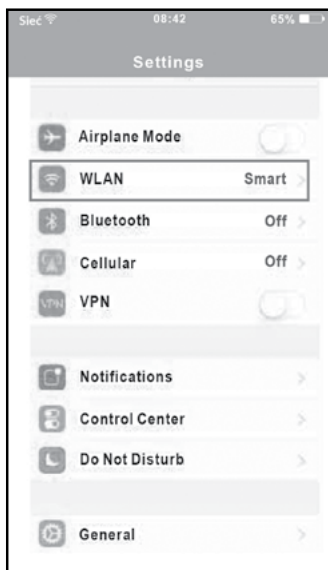 Sieć 08:42 65%
Settings
Airplane Mode
WLAN Smart
Bluetooth Off
Cellular Off
VPN VPN
Notifications
Control Center
Do Not Disturb
General